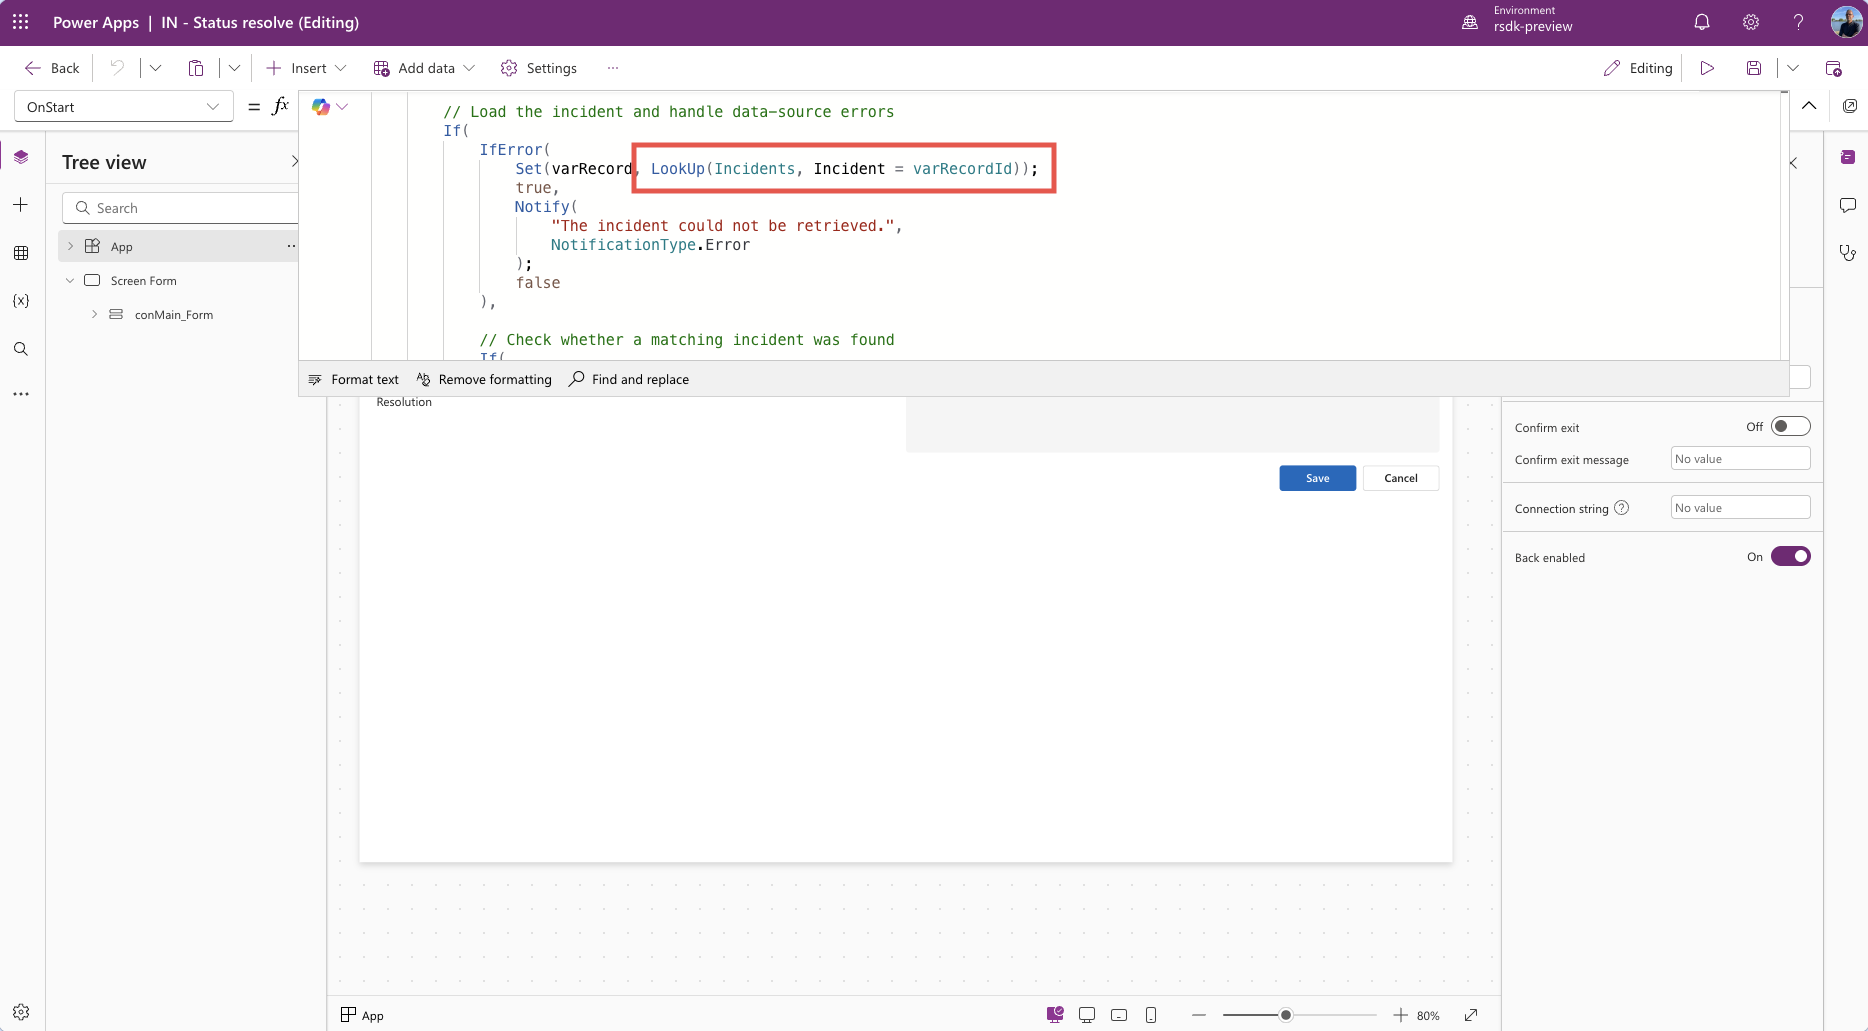 Power Apps | IN - Status resolve (Editing)
Environment
rsdk-preview
?
Back
Insert
Add data
Settings
...
Editing
OnStart
= fx
// Load the incident and handle data-source errors
If(
IfError(
Set(varRecord, LookUp(Incidents, Incident = varRecordId));
true,
Notify(
"The incident could not be retrieved.",
NotificationType.Error
);
false
),
// Check whether a matching incident was found
If(
Format text
Remove formatting
Find and replace
Tree view
Search
App
Screen Form
conMain_Form
{x}
Resolution
Save
Cancel
Confirm exit
Off
Confirm exit message
No value
Connection string ?
No value
Back enabled
On
App
80%